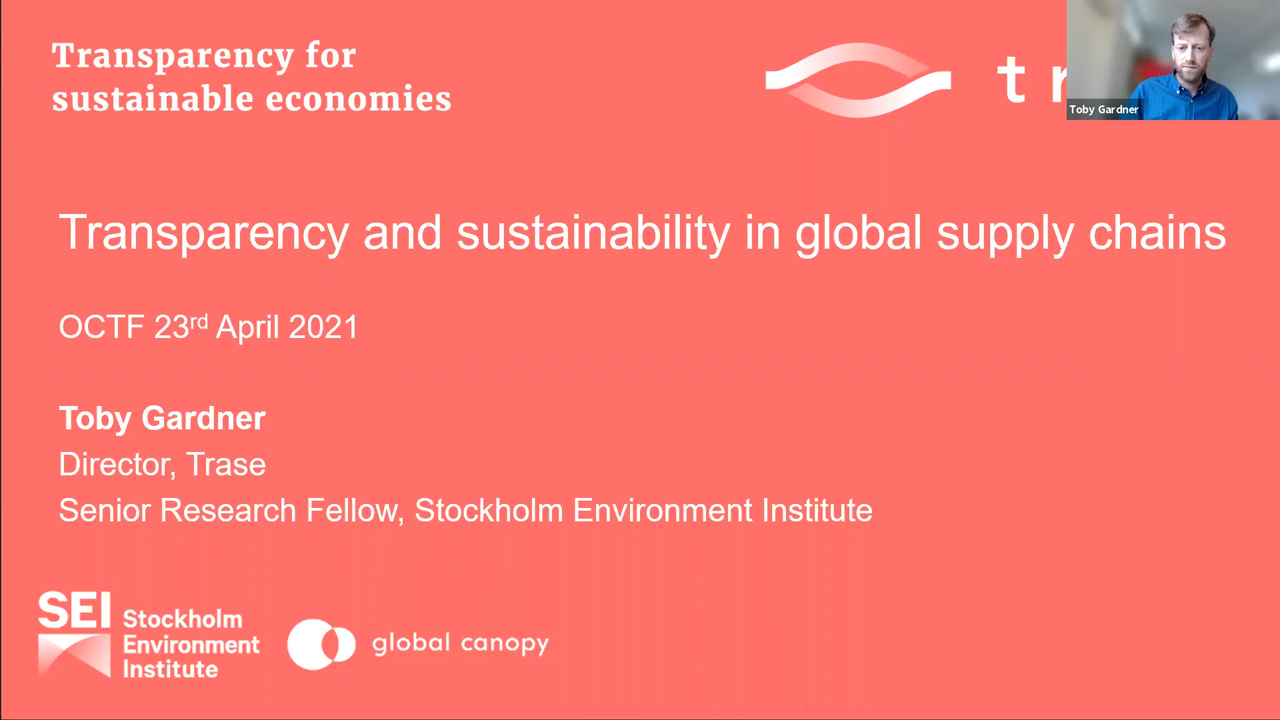 Transparency for
sustainable economies
Toby Gardner
Transparency and sustainability in global supply chains
OCTF 23rd April 2021
Toby Gardner
Director, Trase
Senior Research Fellow, Stockholm Environment Institute
SEI Stockholm
Environment
Institute
global canopy